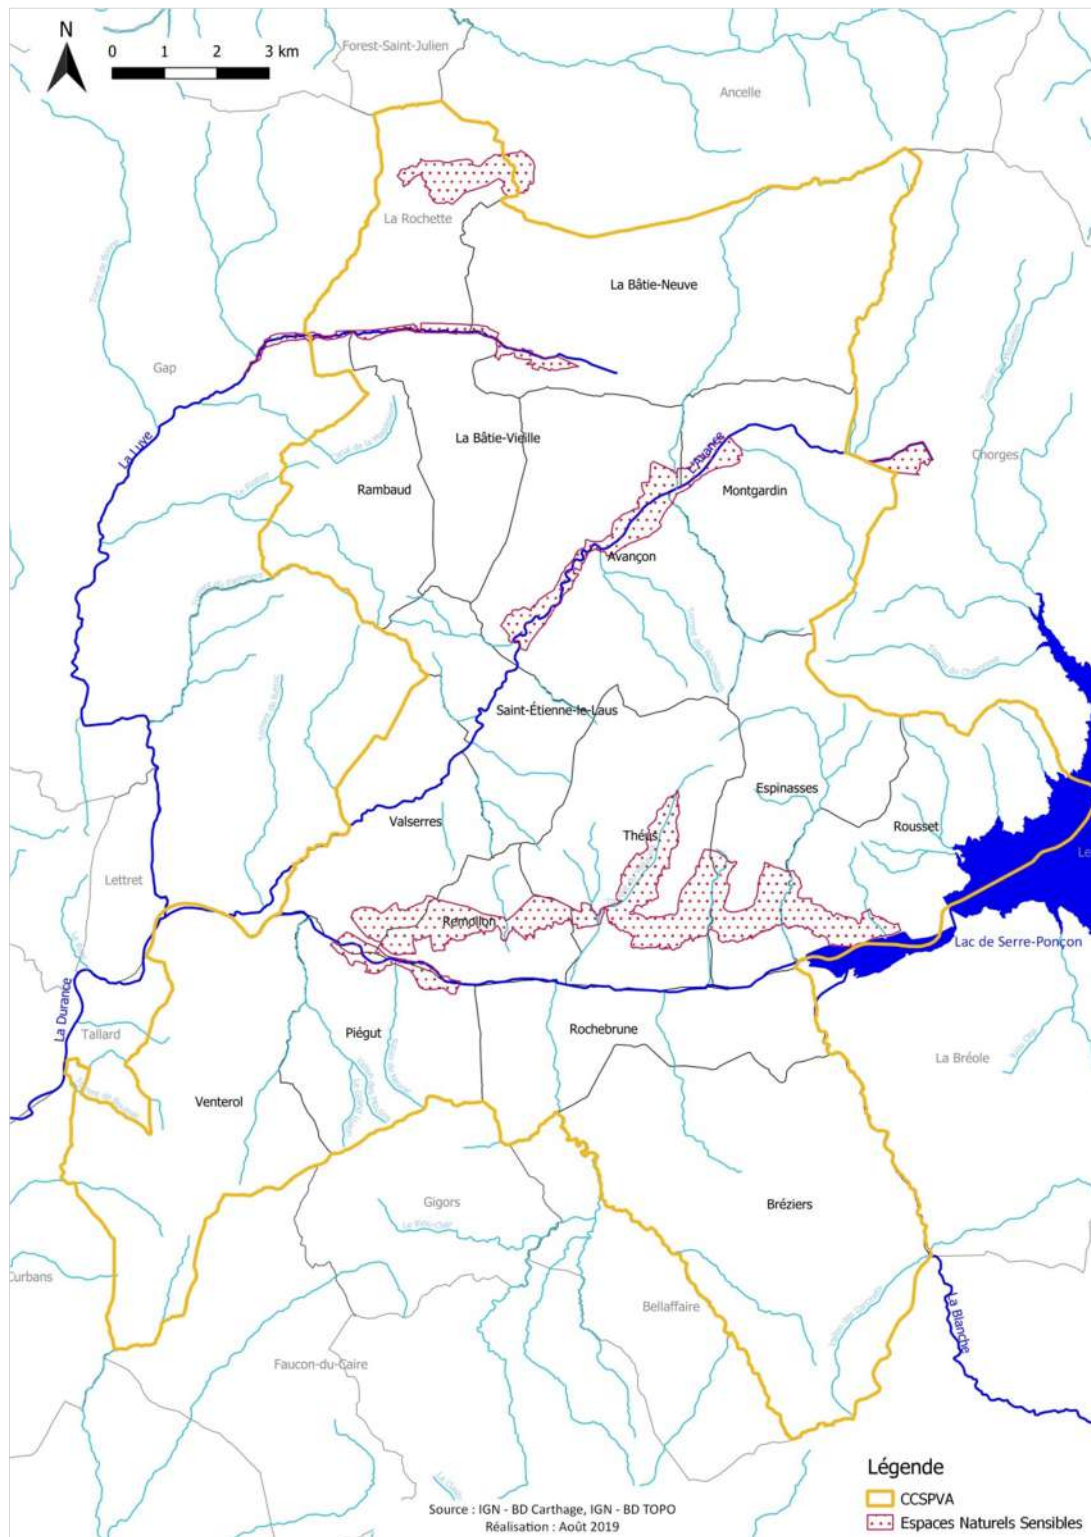 N
0 1 2 3 km
Forest-Saint-Julien
Ancelle
La Rochette
La Bâtie-Neuve
Gap
La Luye
La Bâtie-Vieille
L'Avance
Chorges
Rambaud
Montgardin
Avançon
Saint-Étienne-le-Laus
Espinasses
Valserres
Théus
Rousset
Le
Lettret
Remollon
Lac de Serre-Ponçon
La Durance
Tallard
Piégut
Rochebrune
La Bréole
Venterol
Gigors
Bréziers
Curbans
Bellaffaire
La Blanche
Faucon-du-Caire
Légende
CCSPVA
Espaces Naturels Sensibles
Source : IGN - BD Carthage, IGN - BD TOPO
Réalisation : Août 2019